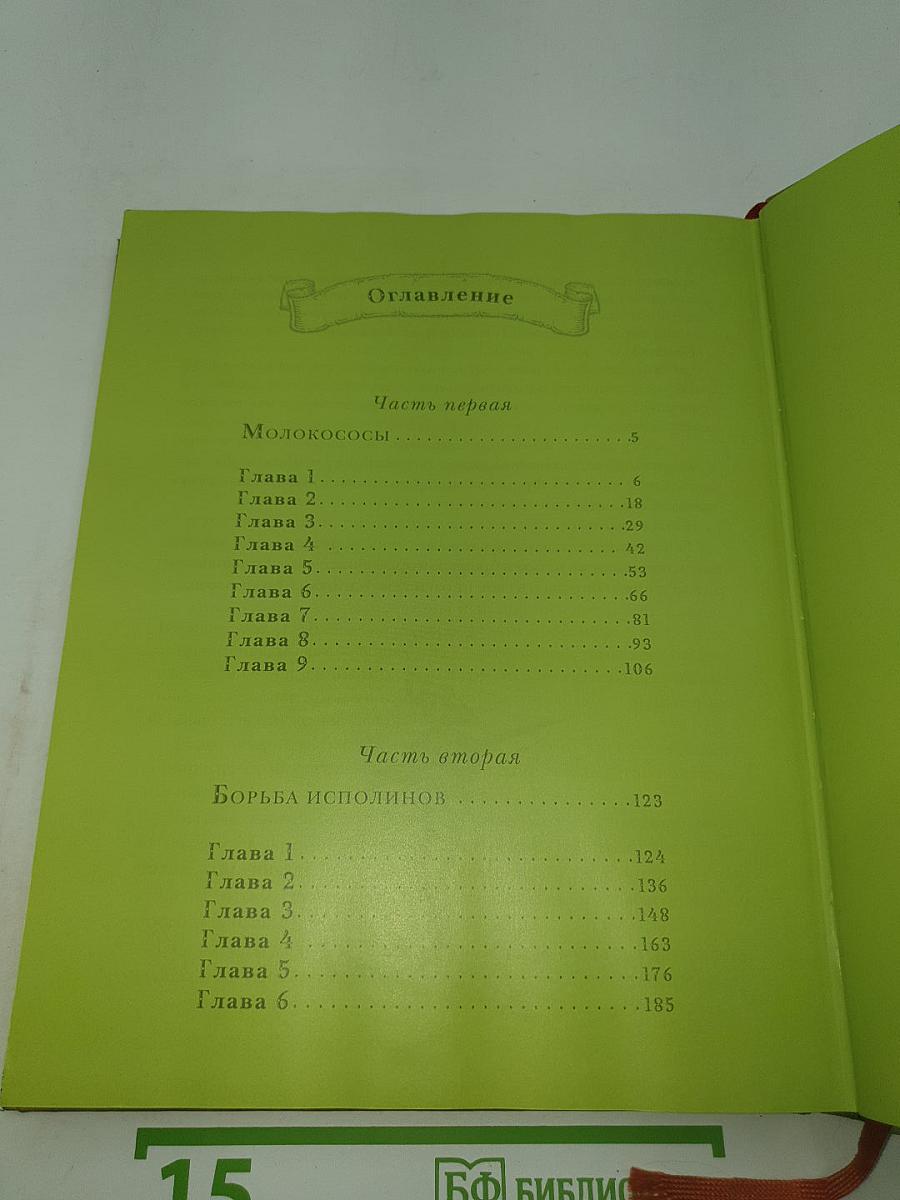 Оглавление
Часть первая
Молокососы.........................5
Глава 1..............................6
Глава 2..............................18
Глава 3..............................29
Глава 4..............................42
Глава 5..............................53
Глава 6..............................66
Глава 7..............................81
Глава 8..............................93
Глава 9..............................106
Часть вторая
Борьба исполинов..............123
Глава 1..............................124
Глава 2..............................136
Глава 3..............................148
Глава 4..............................163
Глава 5..............................176
Глава 6..............................185
15 БФ БИБЛИО